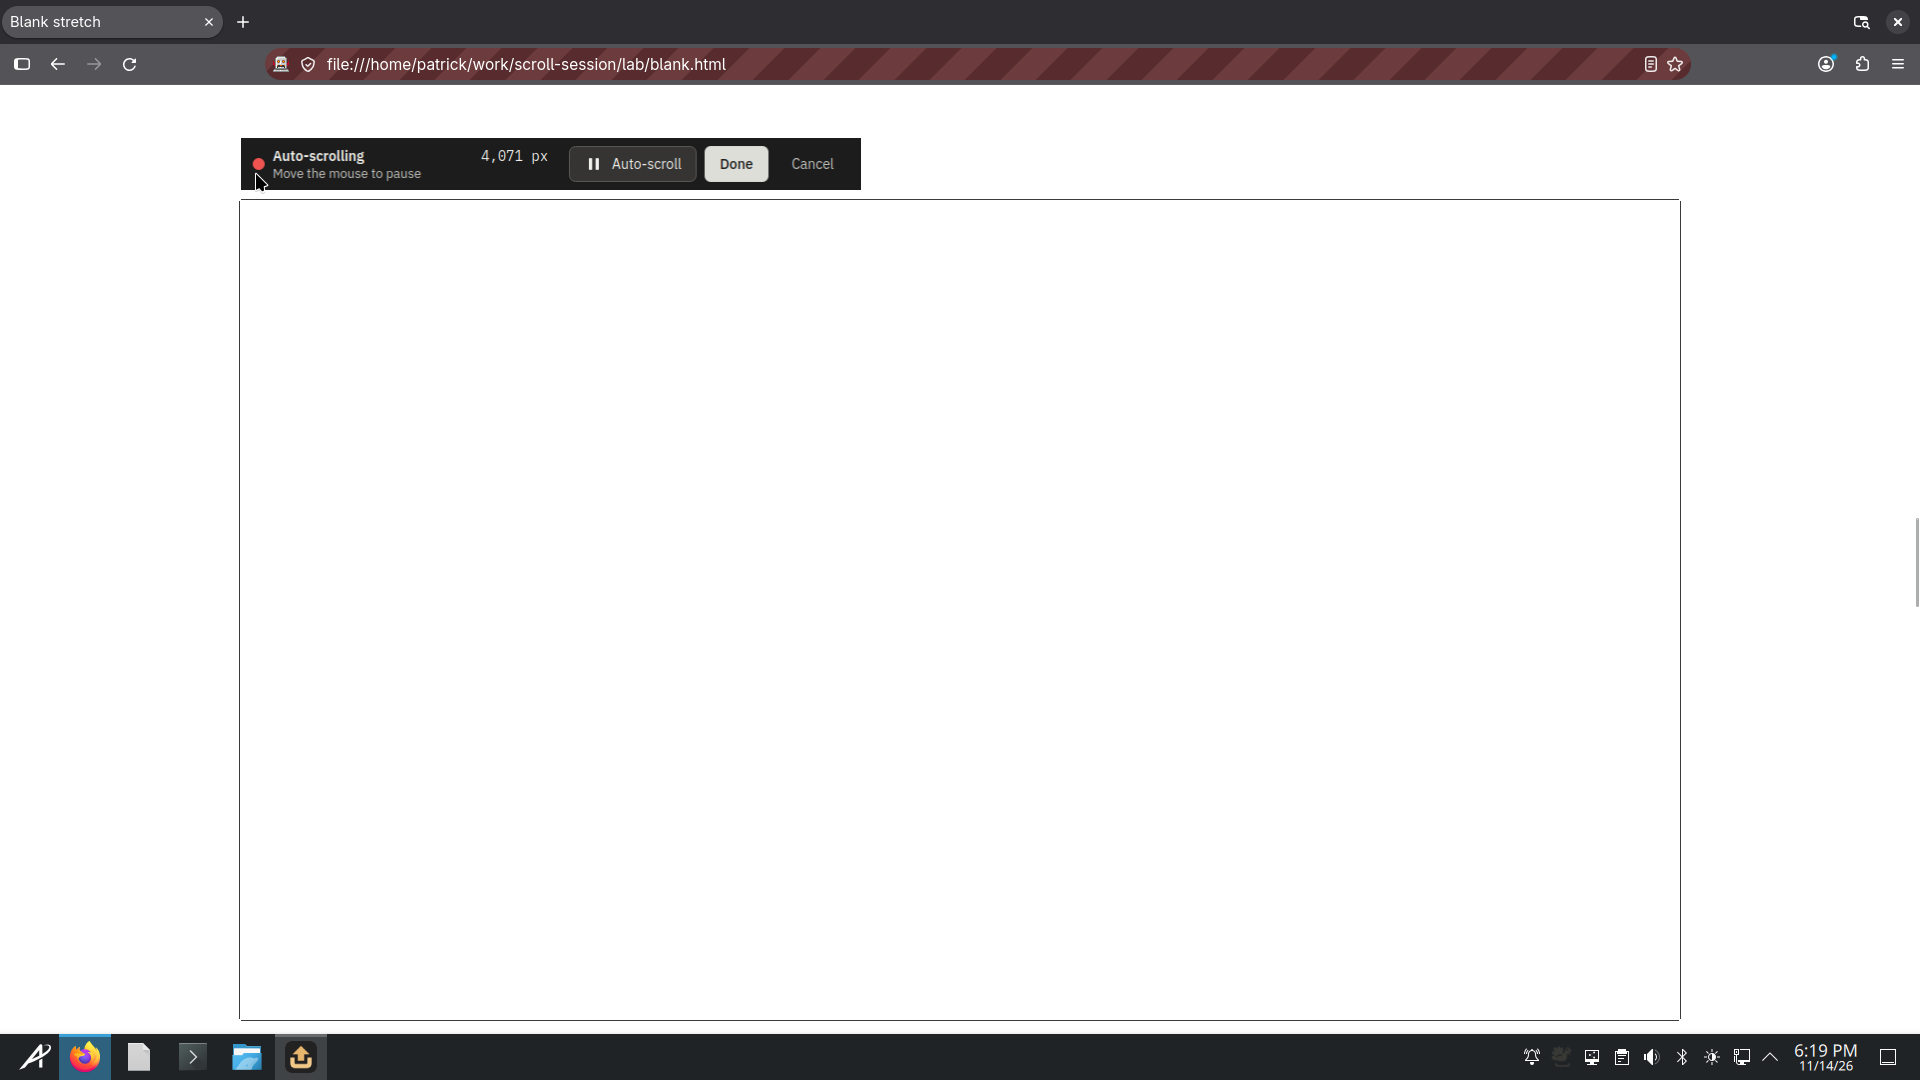 Blank stretch
file:///home/patrick/work/scroll-session/lab/blank.html
Auto-scrolling
Move the mouse to pause
4,071 px
Auto-scroll
Done
Cancel
6:19 PM
11/14/26